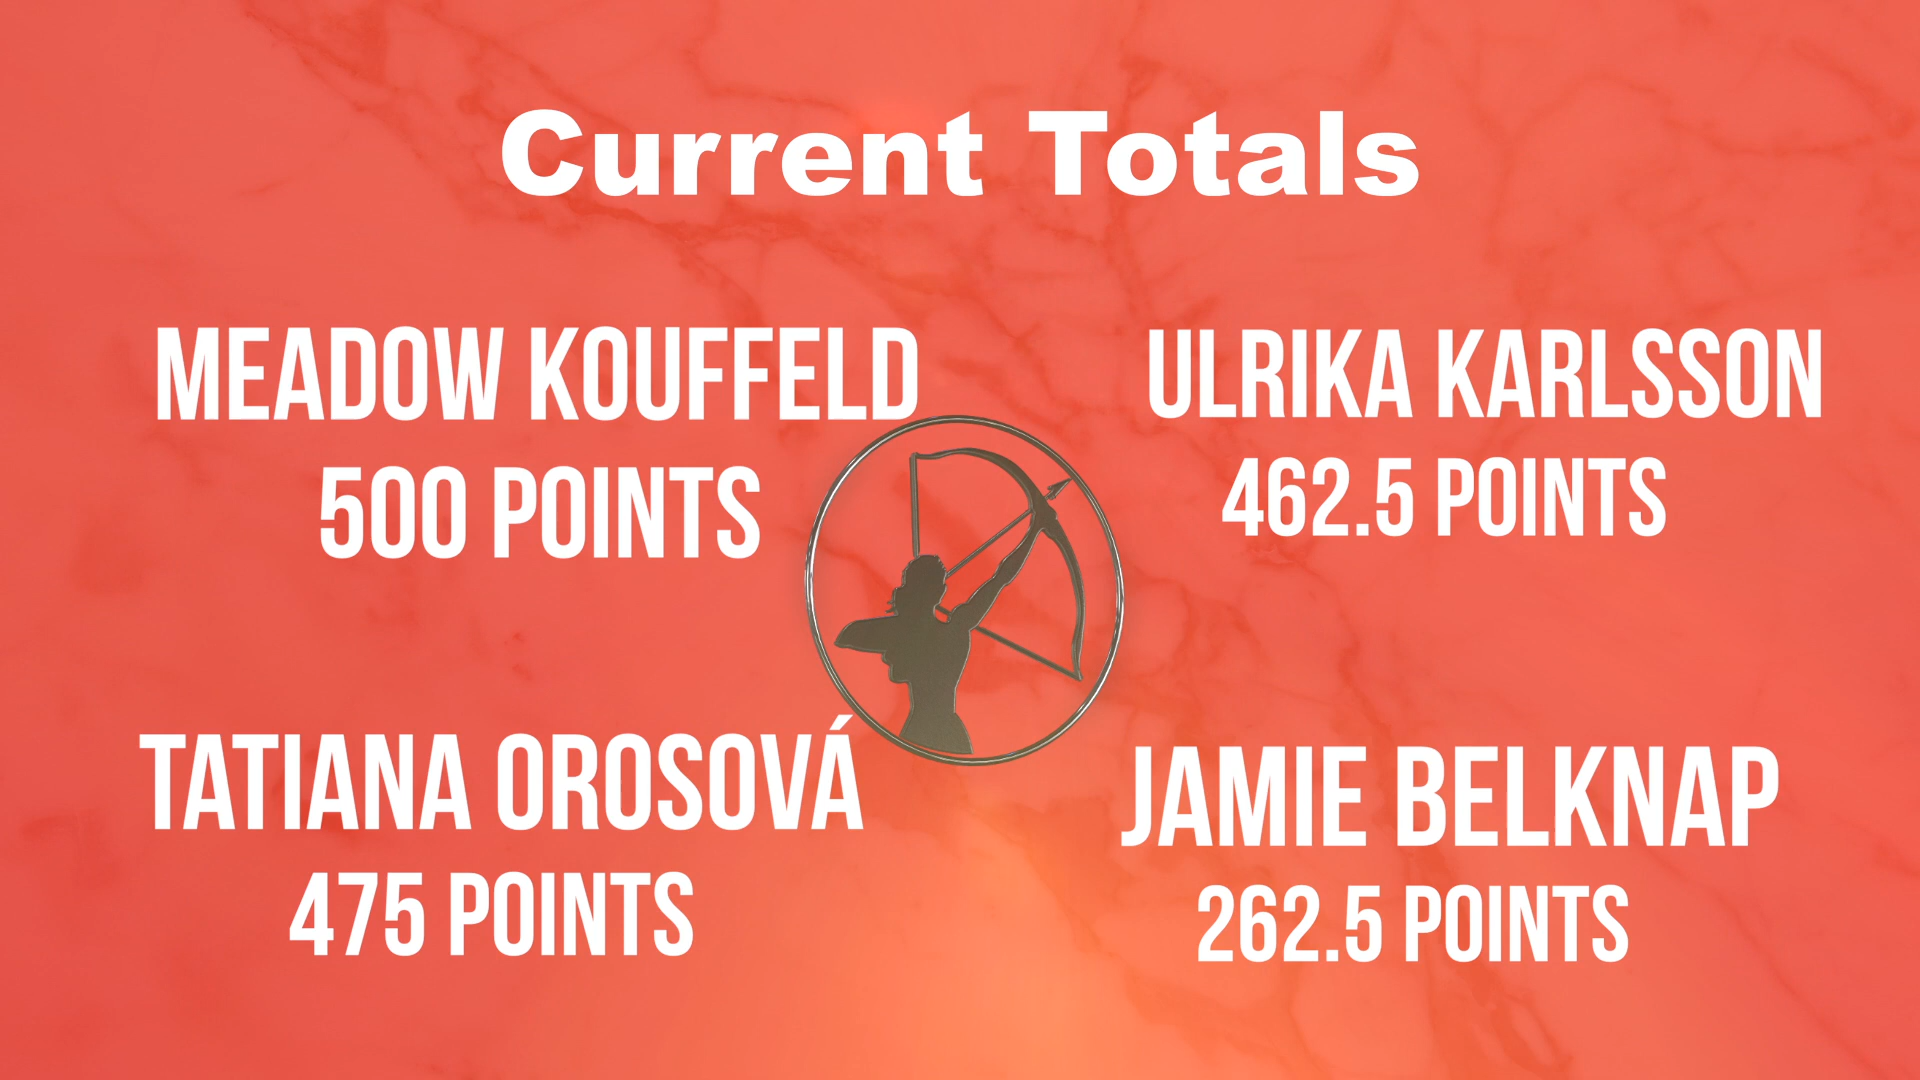 Current Totals
MEADOW KOUFFELD
500 POINTS
ULRIKA KARLSSON
462.5 POINTS
TATIANA OROSOVÁ
475 POINTS
JAMIE BELKNAP
262.5 POINTS